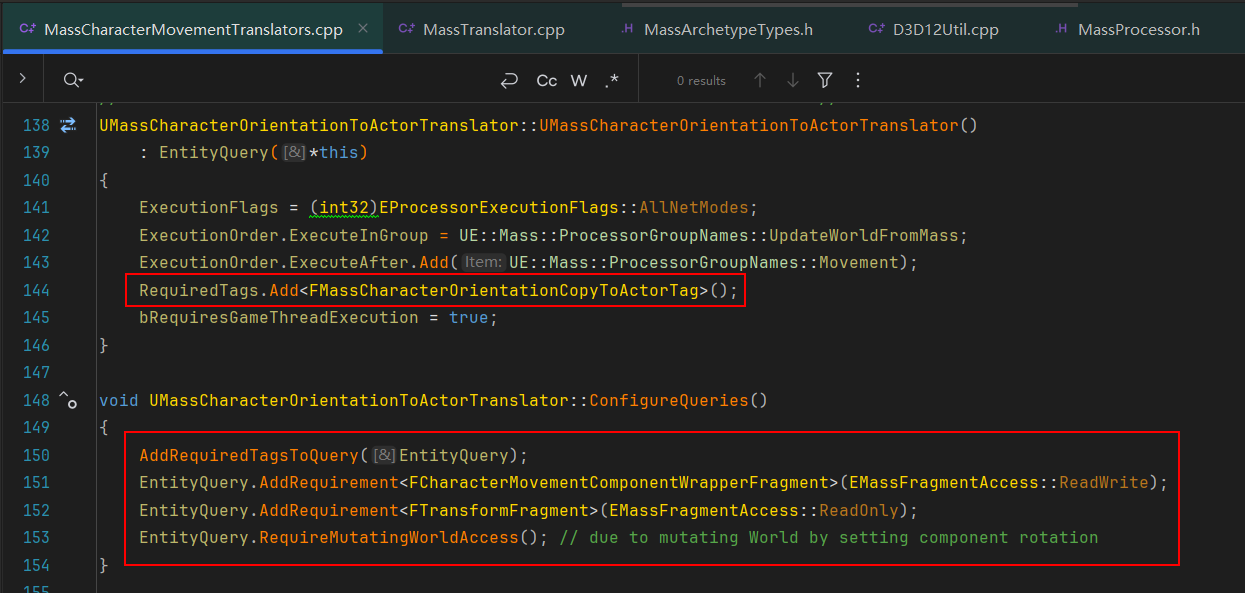 C++ MassCharacterMovementTranslators.cpp × C++ MassTranslator.cpp .H MassArchetypeTypes.h C++ D3D12Util.cpp .H MassProcessor.h
Cc W .* 0 results
138 UMassCharacterOrientationToActorTranslator::UMassCharacterOrientationToActorTranslator()
139 : EntityQuery([&]*this)
140 {
141 ExecutionFlags = (int32)EProcessorExecutionFlags::AllNetModes;
142 ExecutionOrder.ExecuteInGroup = UE::Mass::ProcessorGroupNames::UpdateWorldFromMass;
143 ExecutionOrder.ExecuteAfter.Add(Item: UE::Mass::ProcessorGroupNames::Movement);
144 RequiredTags.Add<FMassCharacterOrientationCopyToActorTag>();
145 bRequiresGameThreadExecution = true;
146 }
147
148 void UMassCharacterOrientationToActorTranslator::ConfigureQueries()
149 {
150 AddRequiredTagsToQuery([&]EntityQuery);
151 EntityQuery.AddRequirement<FCharacterMovementComponentWrapperFragment>(EMassFragmentAccess::ReadWrite);
152 EntityQuery.AddRequirement<FTransformFragment>(EMassFragmentAccess::ReadOnly);
153 EntityQuery.RequireMutatingWorldAccess(); // due to mutating World by setting component rotation
154 }